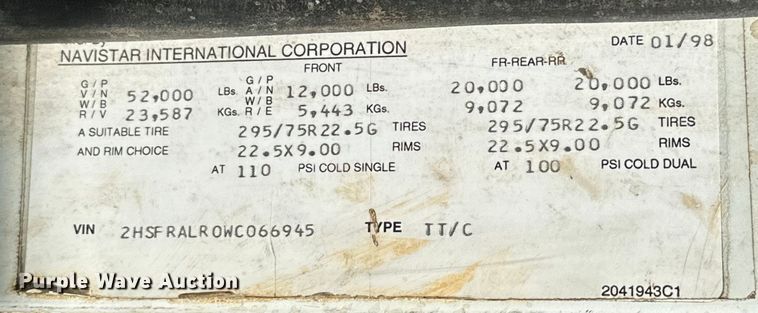 NAVISTAR INTERNATIONAL CORPORATION DATE 01/98
FRONT FR-REAR-RR
G/P V/N W/B R/V 52,000 LBS. G/P A/N W/B R/E 12,000 LBS. 20,000 20,000 LBS.
23,587 KGS. 5,443 KGS. 9,072 9,072 KGS.
A SUITABLE TIRE 295/75R22.5G TIRES 295/75R22.5G TIRES
AND RIM CHOICE 22.5X9.00 RIMS 22.5X9.00 RIMS
AT 110 PSI COLD SINGLE AT 100 PSI COLD DUAL
VIN 2HSFRALR0WC066945 TYPE TT/C
Purple Wave Auction
2041943C1